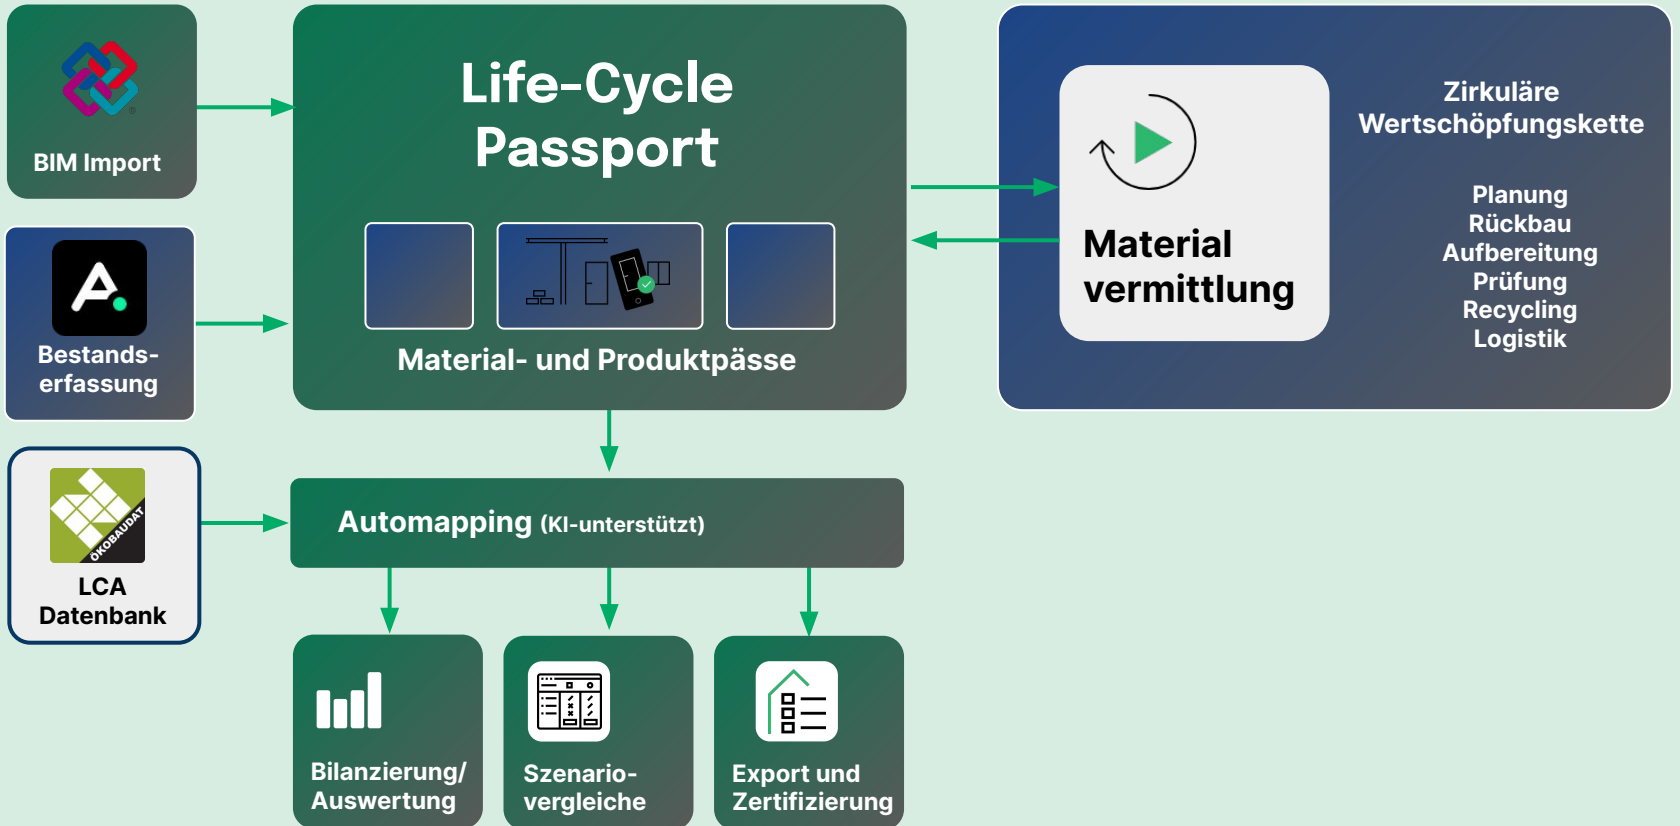 BIM Import
Life-Cycle
Passport
Material- und Produktpässe
Bestands-
erfassung
ÖKOBAUDAT
LCA
Datenbank
Automapping (KI-unterstützt)
Bilanzierung/
Auswertung
Szenario-
vergleiche
Export und
Zertifizierung
Material
vermittlung
Zirkuläre
Wertschöpfungskette
Planung
Rückbau
Aufbereitung
Prüfung
Recycling
Logistik